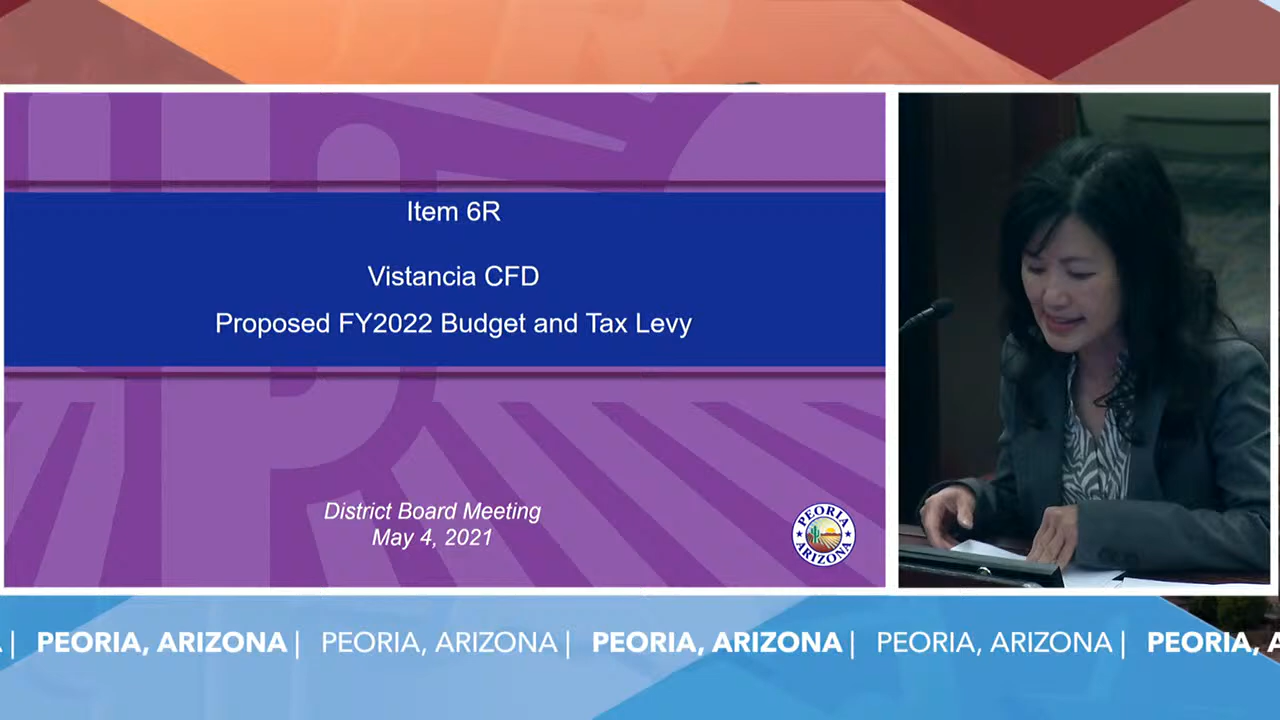 Item 6R
Vistancia CFD
Proposed FY2022 Budget and Tax Levy
District Board Meeting
May 4, 2021
PEORIA
ARIZONA
| PEORIA, ARIZONA | PEORIA, ARIZONA | PEORIA, ARIZONA | PEORIA, ARIZONA | PEORIA, A